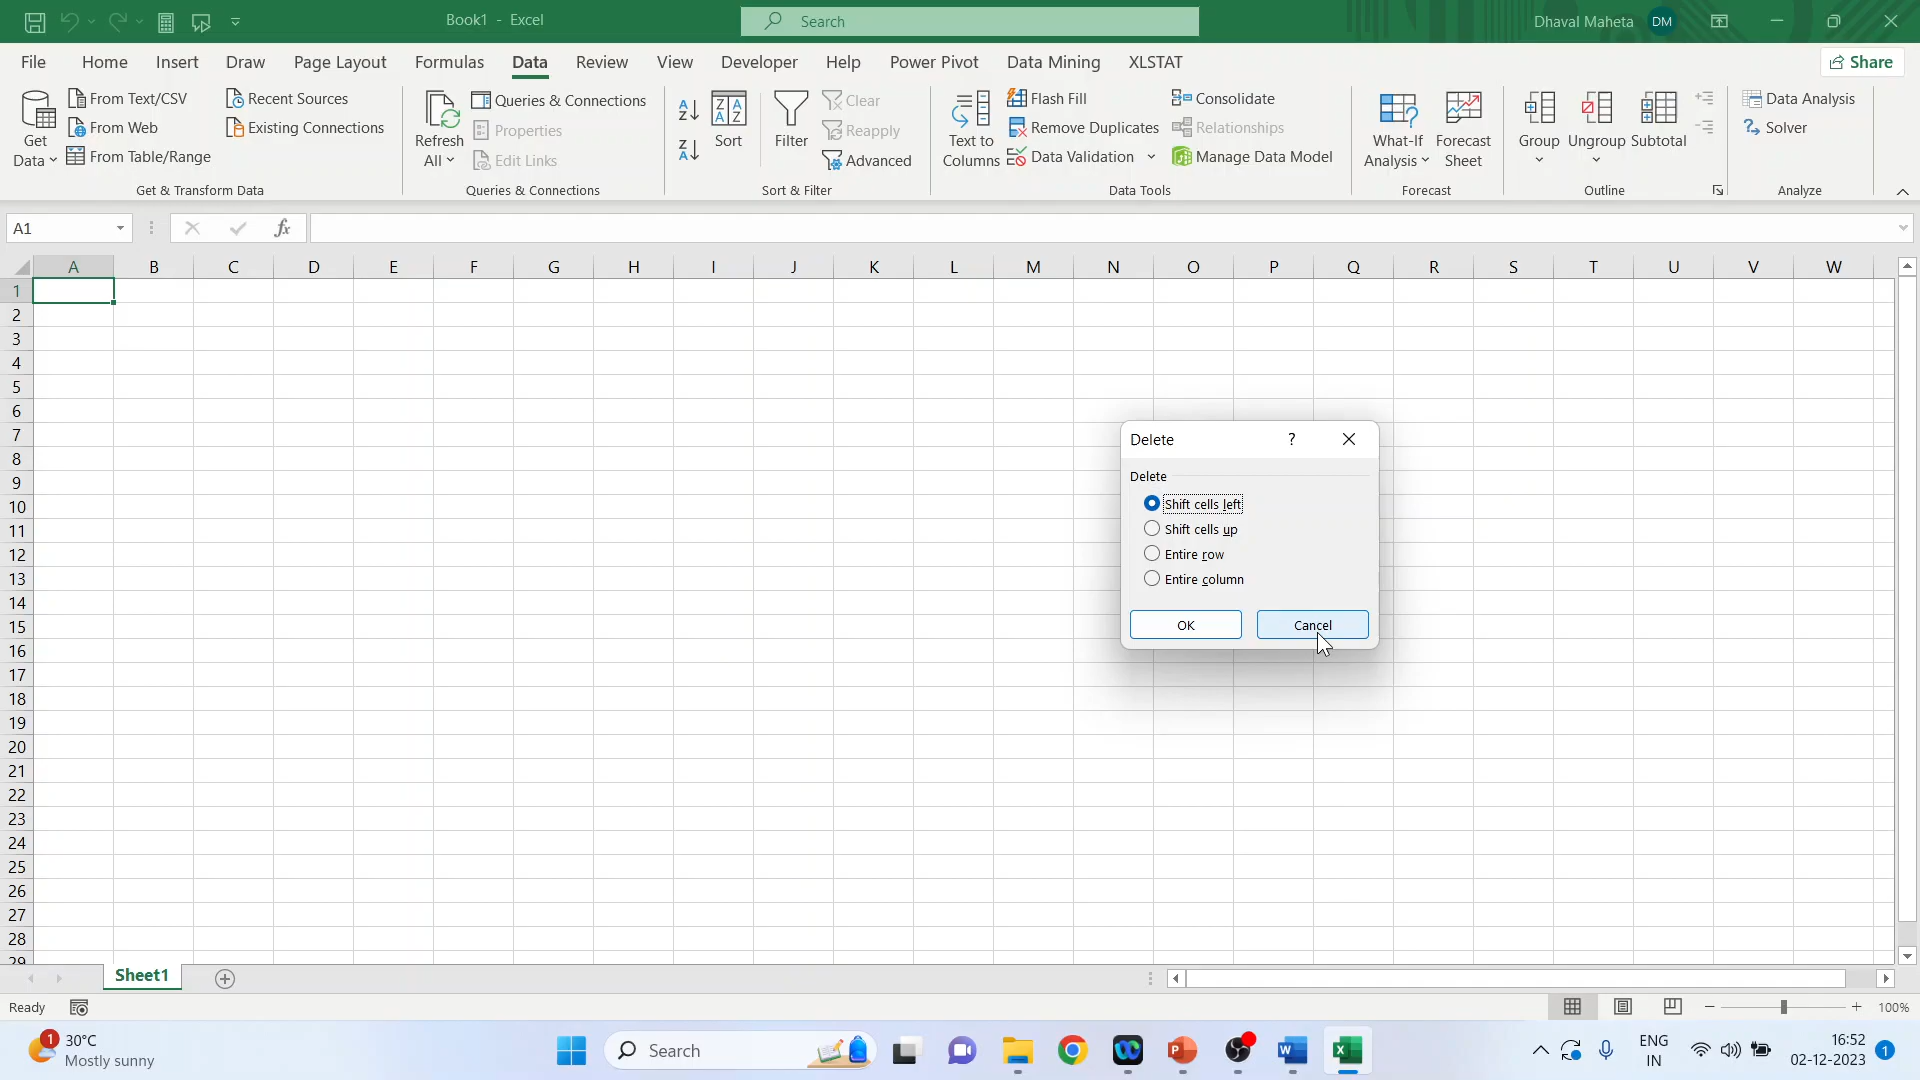 Book1 - Excel
Search
Dhaval Maheta DM
File Home Insert Draw Page Layout Formulas Data Review View Developer Help Power Pivot Data Mining XLSTAT
Share
Get Data
From Text/CSV
From Web
From Table/Range
Recent Sources
Existing Connections
Get & Transform Data
Refresh All
Queries & Connections
Properties
Edit Links
Queries & Connections
Sort
Filter
Clear
Reapply
Advanced
Sort & Filter
Text to Columns
Flash Fill
Remove Duplicates
Data Validation
Consolidate
Relationships
Manage Data Model
Data Tools
What-If Analysis
Forecast Sheet
Forecast
Group
Ungroup
Subtotal
Outline
Data Analysis
Solver
Analyze
A1
fx
A B C D E F G H I J K L M N O P Q R S T U V W
1
2
3
4
5
6
7
8
9
10
11
12
13
14
15
16
17
18
19
20
21
22
23
24
25
26
27
28
29
Delete ?
Delete
Shift cells left
Shift cells up
Entire row
Entire column
OK Cancel
Sheet1
Ready
100%
1
30°C
Mostly sunny
Search
ENG
IN
16:52
02-12-2023
1